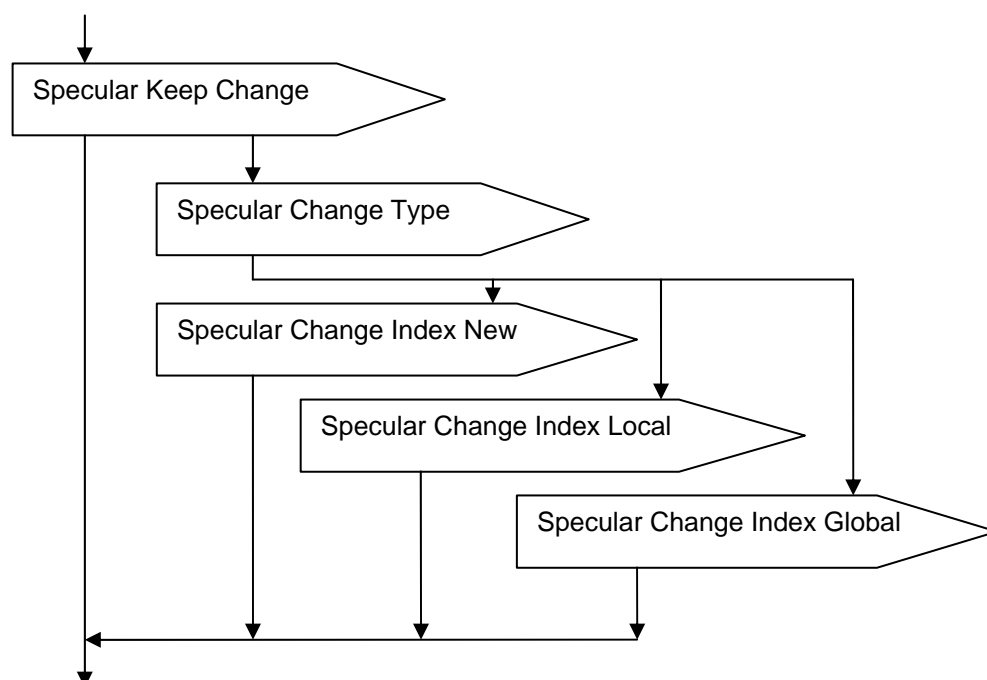 Specular Keep Change
Specular Change Type
Specular Change Index New
Specular Change Index Local
Specular Change Index Global